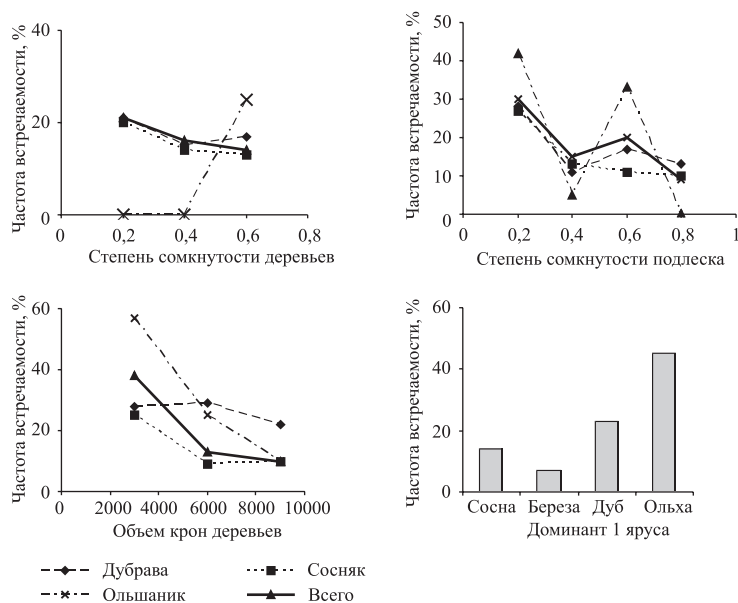 Частота встречаемости, %
40
20
0
0
0,2
0,4
0,6
0,8
Степень сомкнутости деревьев
Частота встречаемости, %
50
40
30
20
10
0
0
0,2
0,4
0,6
0,8
1
Степень сомкнутости подлеска
Частота встречаемости, %
60
40
20
0
0
2000
4000
6000
8000
10000
Объем крон деревьев
Частота встречаемости, %
60
40
20
0
Сосна
Береза
Дуб
Ольха
Доминант 1 яруса
Дубрава
Сосняк
Ольшаник
Всего